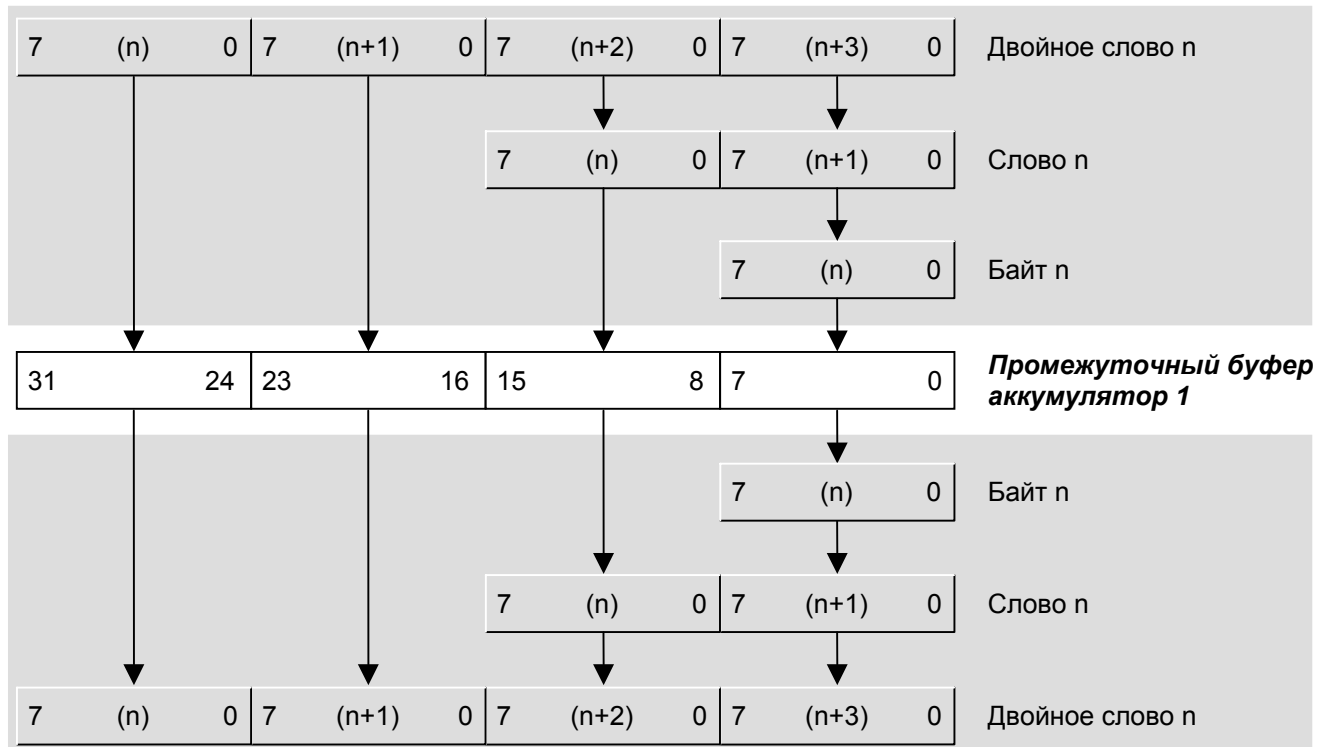 7 (n) 0 7 (n+1) 0 7 (n+2) 0 7 (n+3) 0 Двойное слово n
7 (n) 0 7 (n+1) 0 Слово n
7 (n) 0 Байт n
31 24 23 16 15 8 7 0 Промежуточный буфер
аккумулятор 1
7 (n) 0 Байт n
7 (n) 0 7 (n+1) 0 Слово n
7 (n) 0 7 (n+1) 0 7 (n+2) 0 7 (n+3) 0 Двойное слово n